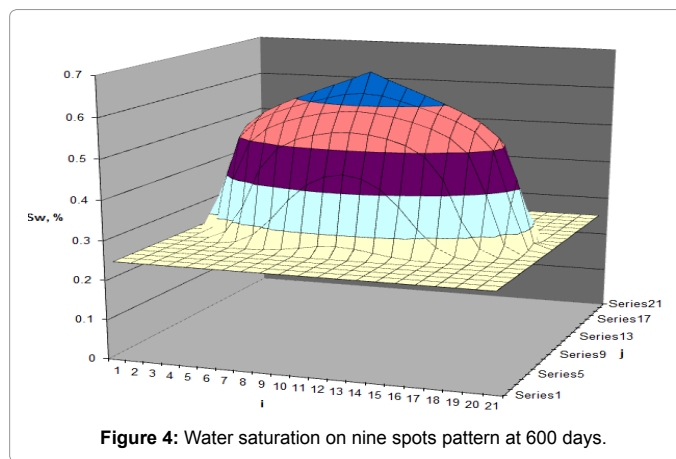 0.7
0.6
0.5
0.4
Sw, %
0.3
0.2
0.1
0
1 2 3 4 5 6 7 8 9 10 11 12 13 14 15 16 17 18 19 20 21
i
Series21
Series17
Series13
Series9 j
Series5
Series1
Figure 4: Water saturation on nine spots pattern at 600 days.